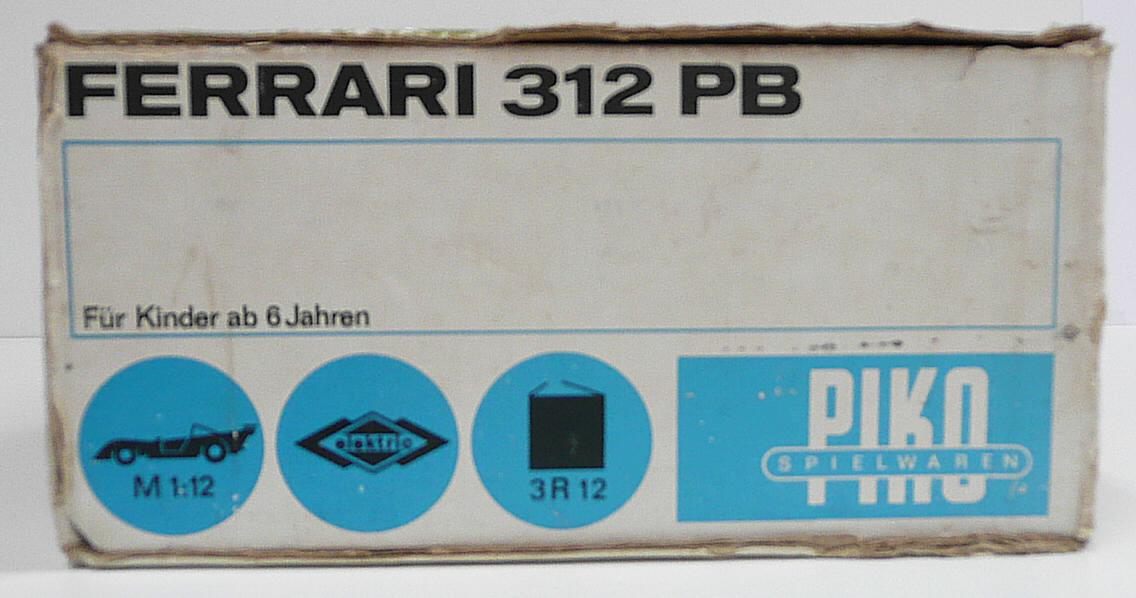 FERRARI 312 PB
Für Kinder ab 6 Jahren
M 1:12
elektric
3R 12
PIKO
SPIELWAREN